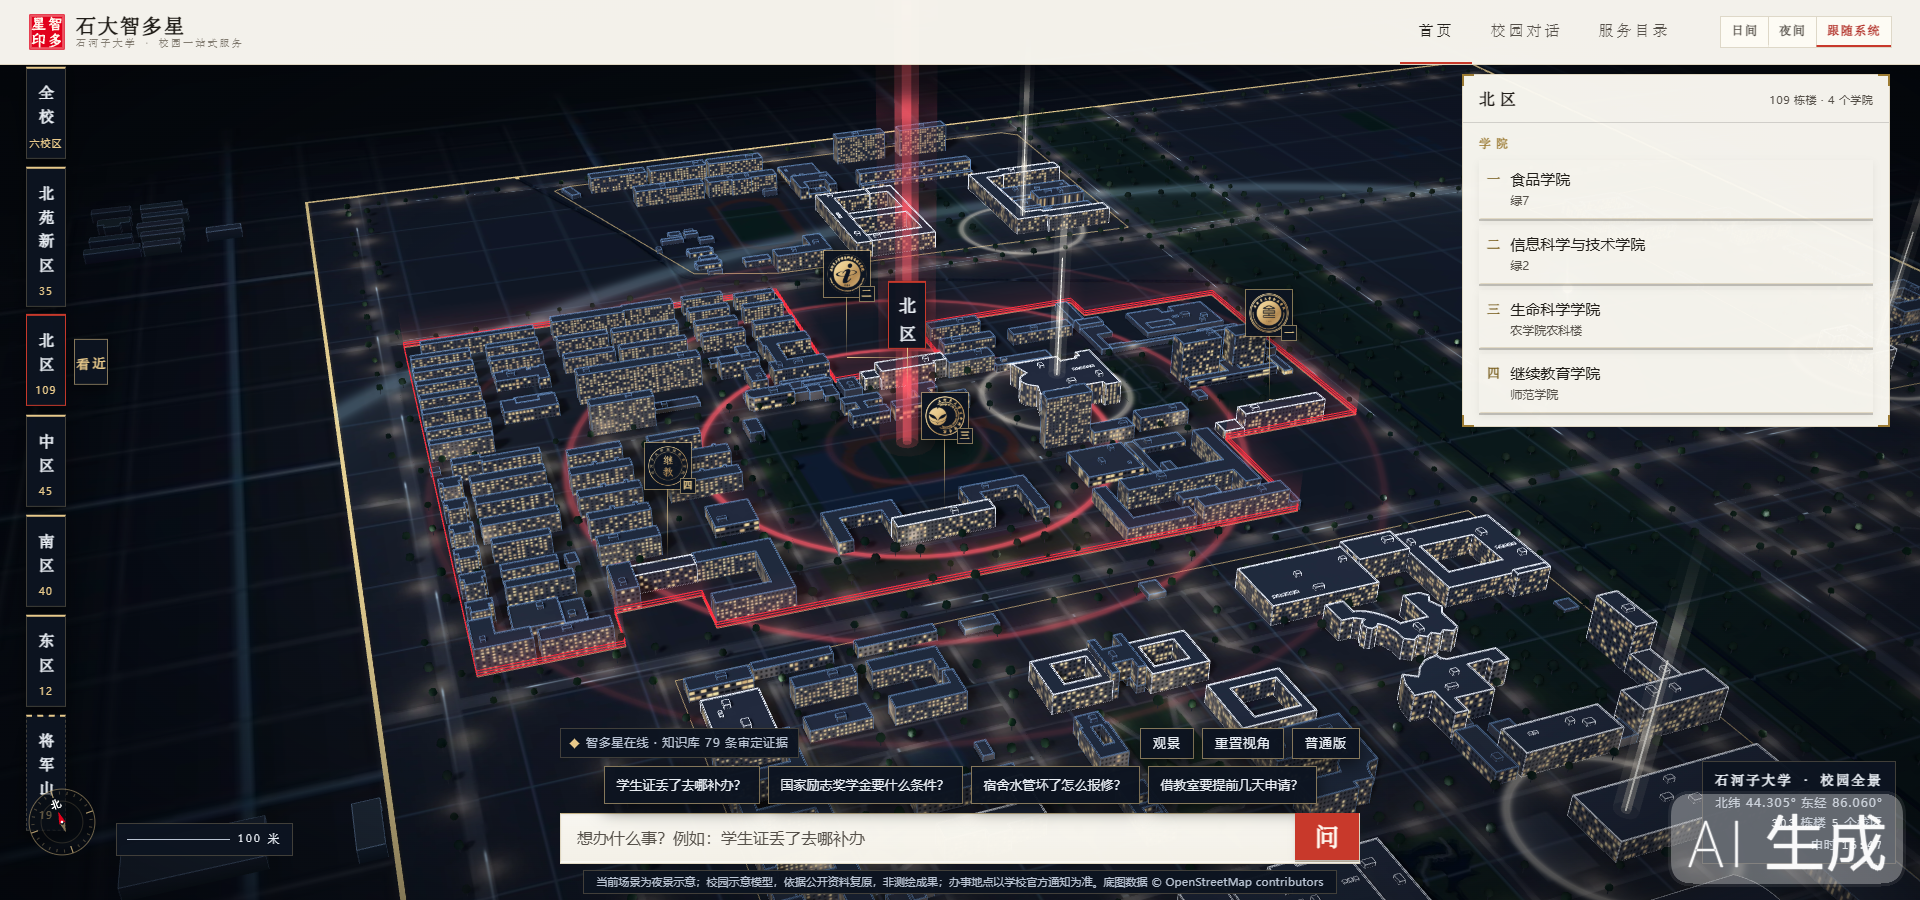 智多星印
石大智多星
石河子大学 · 校园一站式服务
首页
校园对话
服务目录
日间
夜间
跟随系统
全校
六校区
北苑新区
35
北区
109
看近
中区
45
南区
40
东区
12
将军山
19
北
100 米
北区
二
一
三
继教
四
北区
109 栋楼 · 4 个学院
学院
一 食品学院
绿7
二 信息科学与技术学院
绿2
三 生命科学学院
农学院农科楼
四 继续教育学院
师范学院
智多星在线 · 知识库 79 条审定证据
观景
重置视角
普通版
学生证丢了去哪补办？
国家励志奖学金要什么条件？
宿舍水管坏了怎么报修？
借教室要提前几天申请？
想办什么事？例如：学生证丢了去哪补办
问
当前场景为夜景示意；校园示意模型，依据公开资料复原，非测绘成果；办事地点以学校官方通知为准。底图数据 © OpenStreetMap contributors
石河子大学 · 校园全景
北纬 44.305° 东经 86.060°
AI 生成